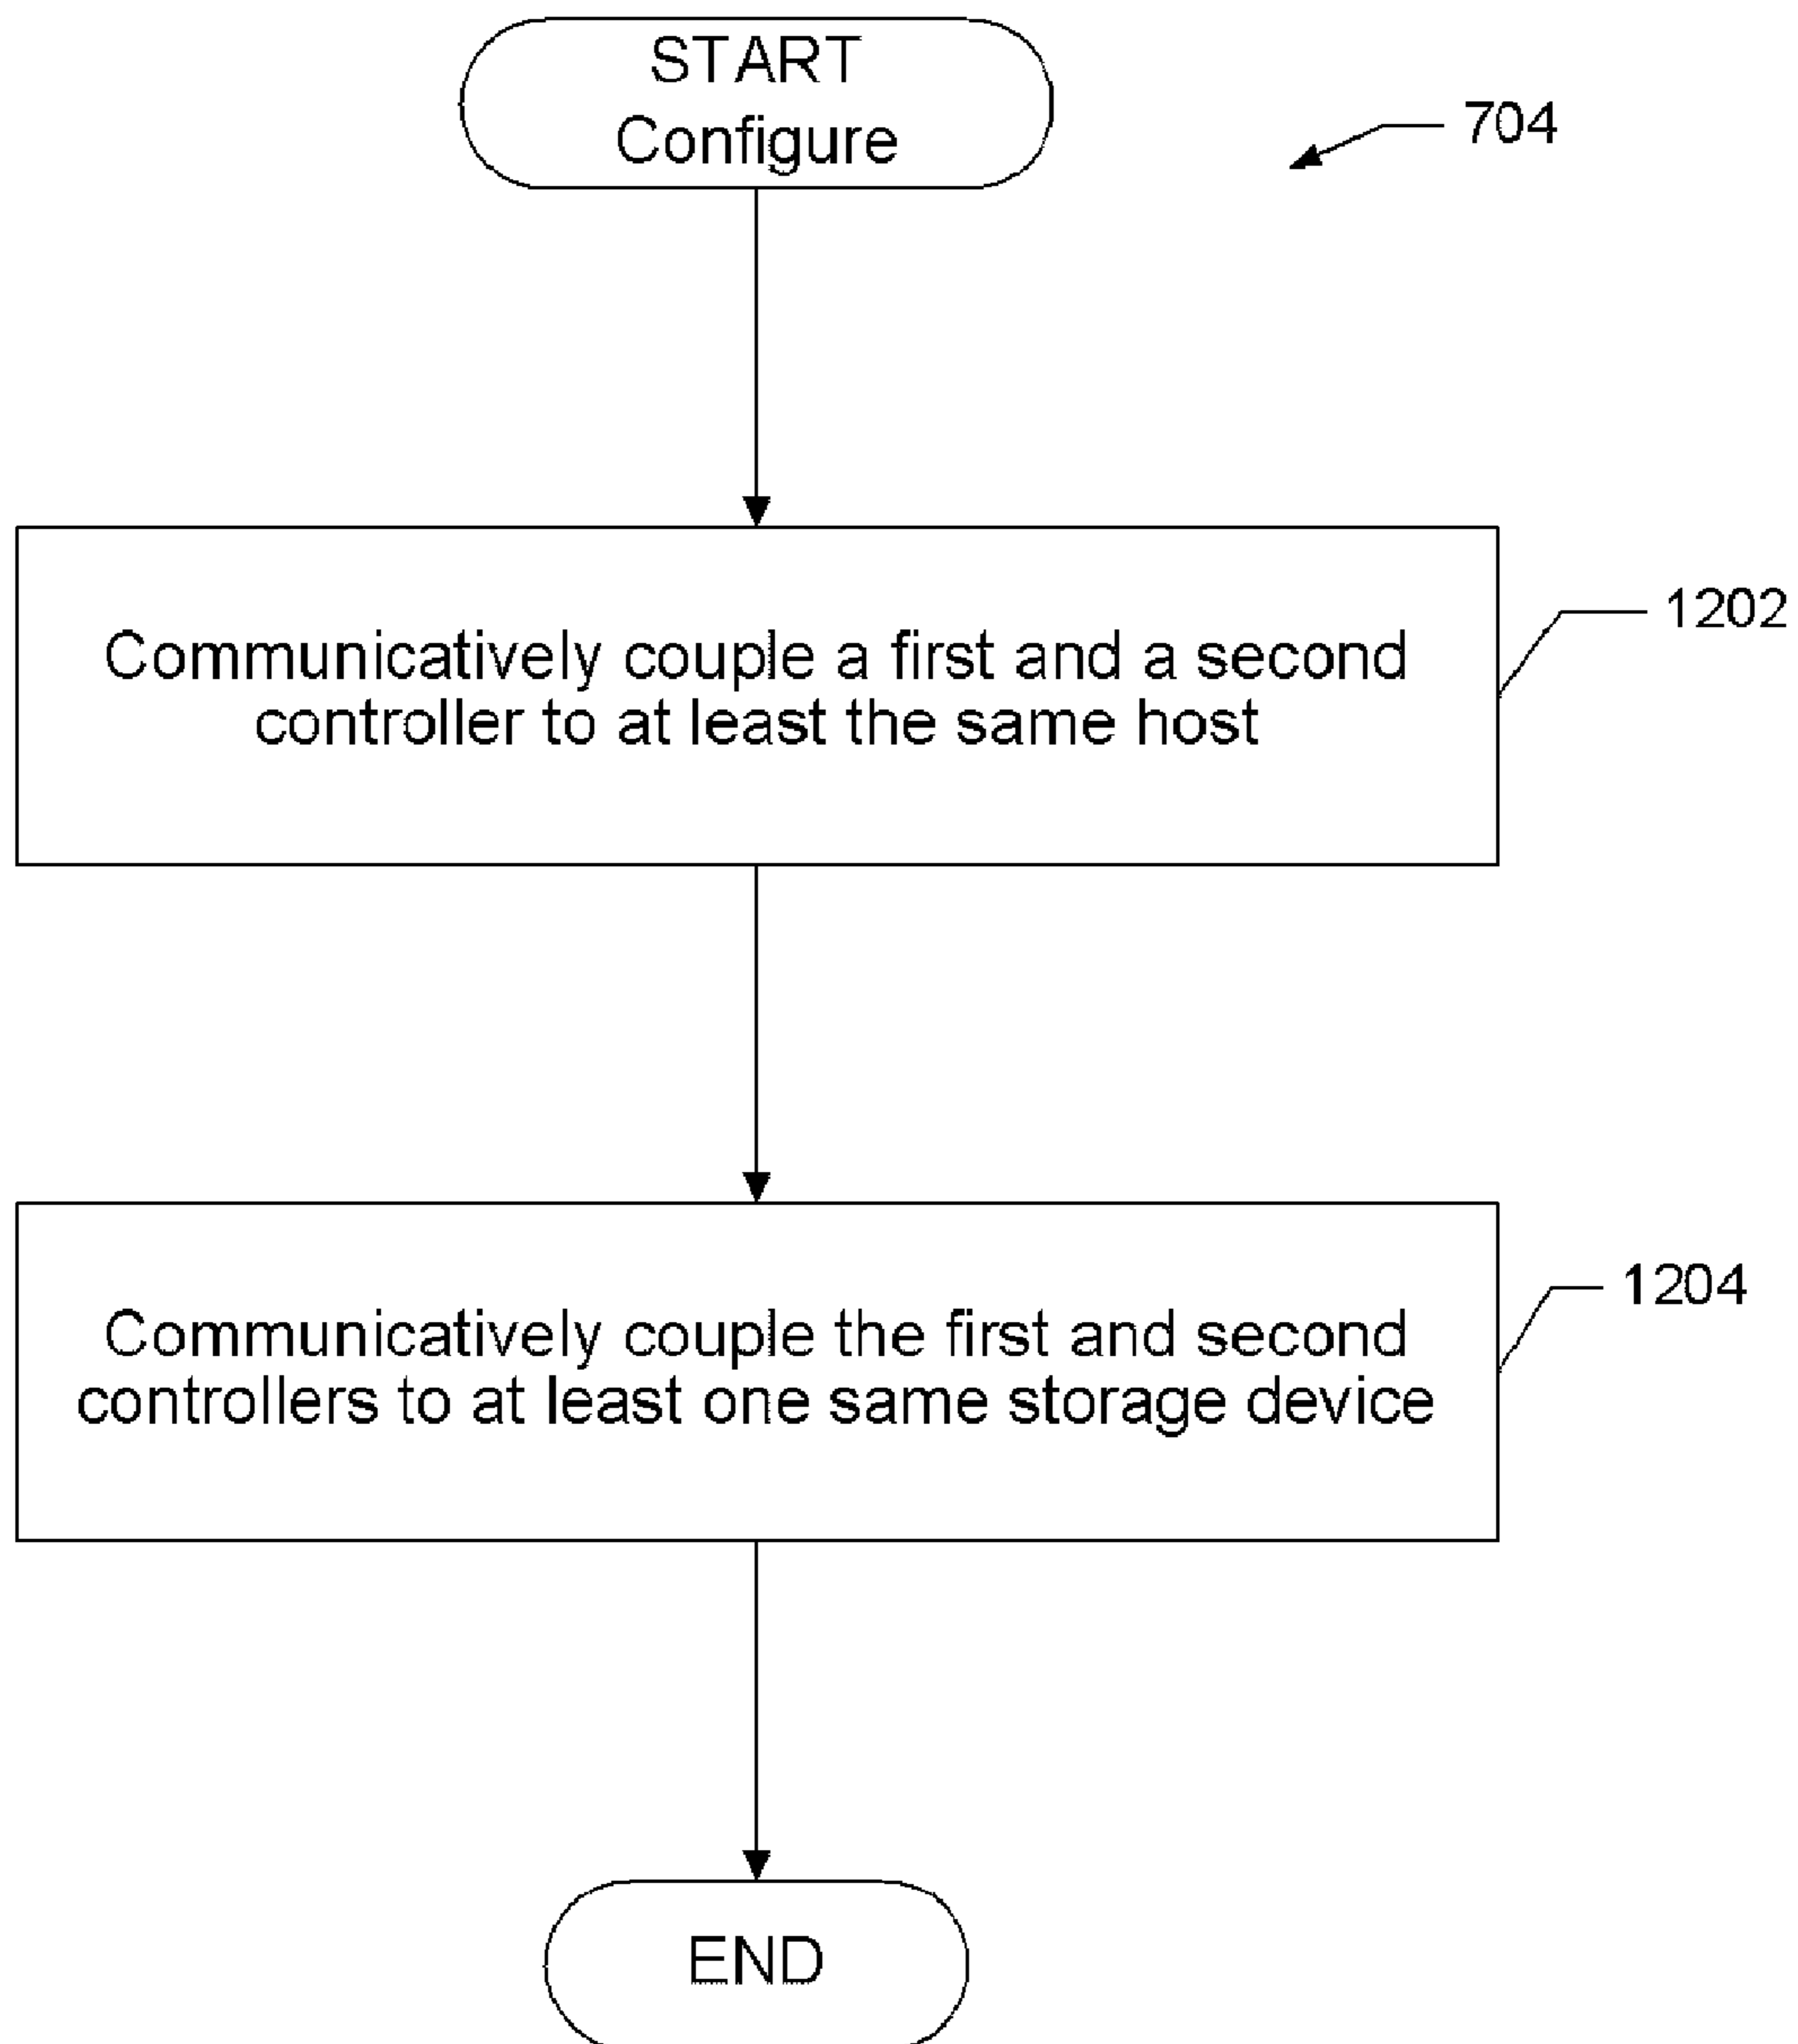 START
Configure
704
1202
Communicatively couple a first and a second
controller to at least the same host
1204
Communicatively couple the first and second
controllers to at least one same storage device
END